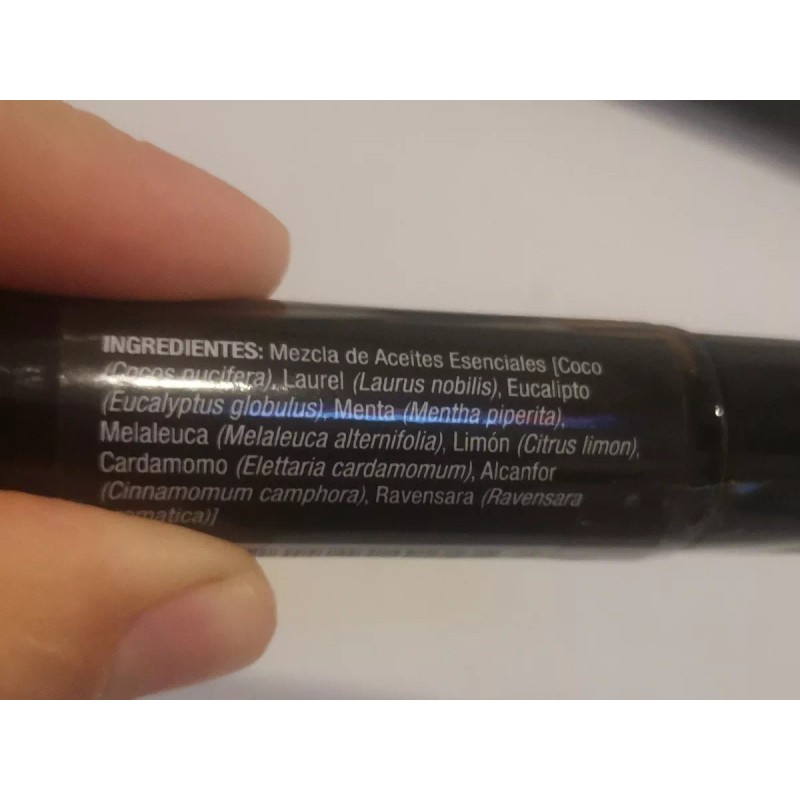 INGREDIENTES: Mezcla de Aceites Esenciales [Coco
(Cocos nucifera), Laurel (Laurus nobilis), Eucalipto
(Eucalyptus globulus), Menta (Mentha piperita),
Melaleuca (Melaleuca alternifolia), Limón (Citrus limon),
Cardamomo (Elettaria cardamomum), Alcanfor
(Cinnamomum camphora), Ravensara (Ravensara
aromatica)]